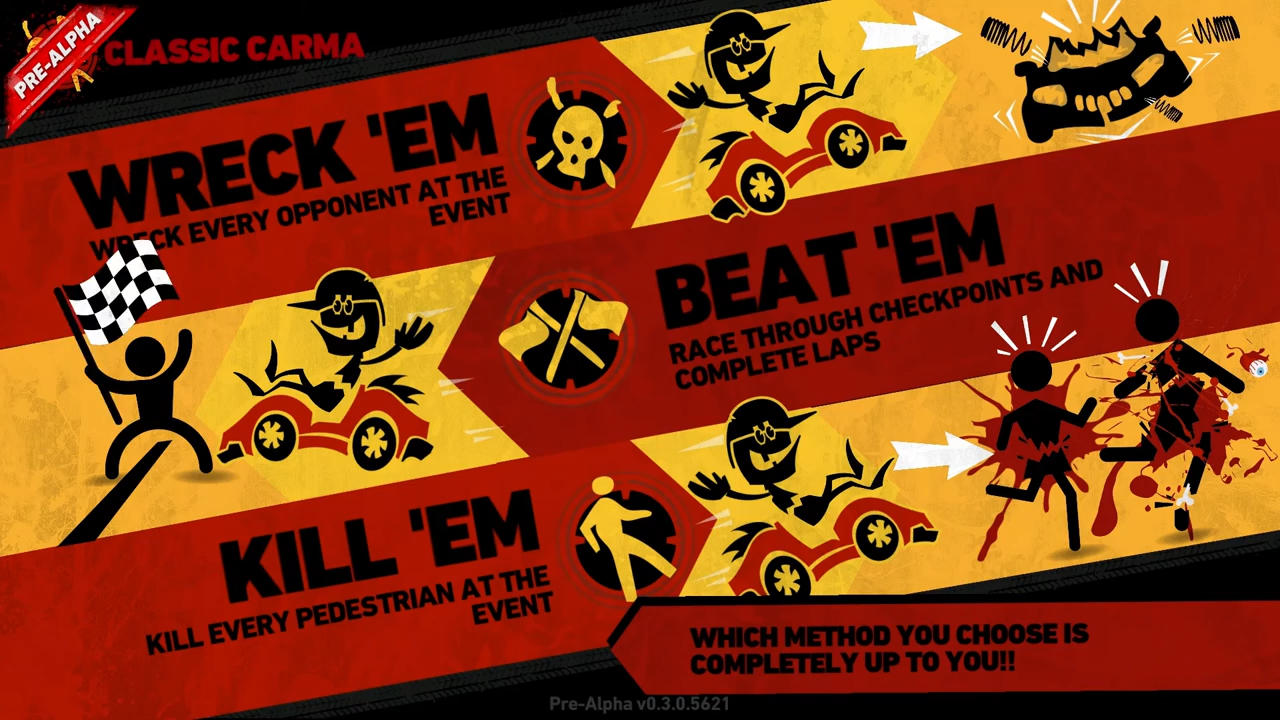 PRE-ALPHA
CLASSIC CARMA
WRECK 'EM
WRECK EVERY OPPONENT AT THE
EVENT
BEAT 'EM
RACE THROUGH CHECKPOINTS AND
COMPLETE LAPS
KILL 'EM
KILL EVERY PEDESTRIAN AT THE
EVENT
WHICH METHOD YOU CHOOSE IS
COMPLETELY UP TO YOU!!
Pre-Alpha v0.3.0.5621